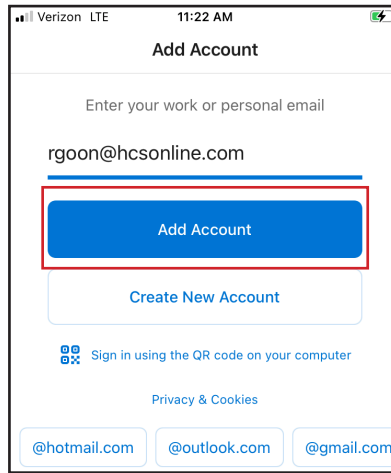 Verizon LTE 11:22 AM
Add Account
Enter your work or personal email
rgoon@hcsonline.com
Add Account
Create New Account
Sign in using the QR code on your computer
Privacy & Cookies
@hotmail.com @outlook.com @gmail.com